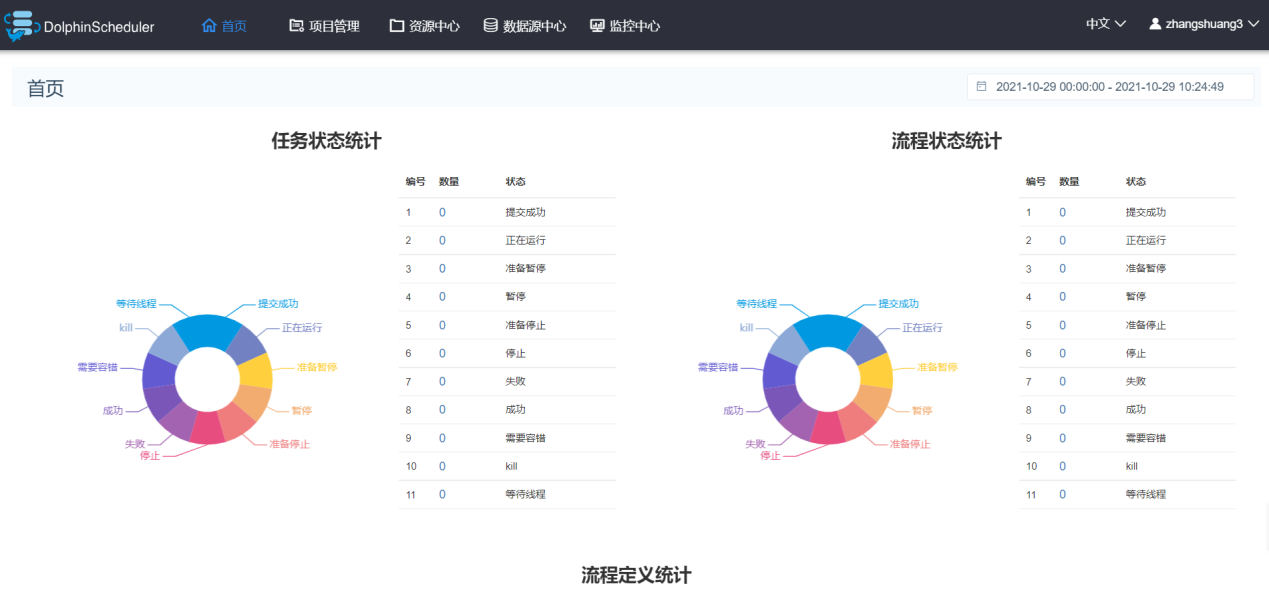 DolphinScheduler 首页 项目管理 资源中心 数据源中心 监控中心 中文 zhangshuang3
首页 2021-10-29 00:00:00 - 2021-10-29 10:24:49
任务状态统计
编号 数量 状态
1 0 提交成功
2 0 正在运行
3 0 准备暂停
4 0 暂停
5 0 准备停止
6 0 停止
7 0 失败
8 0 成功
9 0 需要容错
10 0 kill
11 0 等待线程
等待线程 提交成功
kill 正在运行
需要容错 准备暂停
成功 暂停
失败 准备停止
停止
流程状态统计
编号 数量 状态
1 0 提交成功
2 0 正在运行
3 0 准备暂停
4 0 暂停
5 0 准备停止
6 0 停止
7 0 失败
8 0 成功
9 0 需要容错
10 0 kill
11 0 等待线程
等待线程 提交成功
kill 正在运行
需要容错 准备暂停
成功 暂停
失败 准备停止
停止
流程定义统计